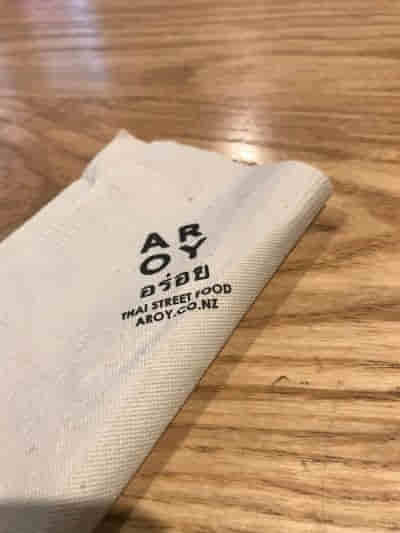 AR
OY
อร่อย
THAI STREET FOOD
AROY.CO.NZ